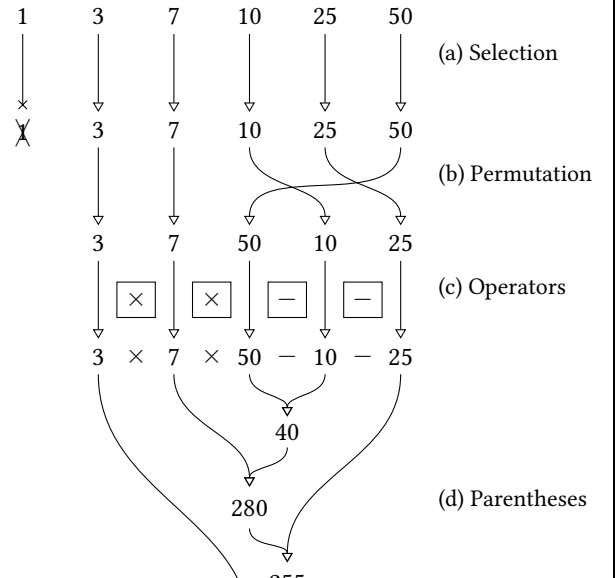 1 3 7 10 25 50
(a) Selection
1 3 7 10 25 50
(b) Permutation
3 7 50 10 25
× × − −
(c) Operators
3 × 7 × 50 − 10 − 25
40
280
(d) Parentheses
255